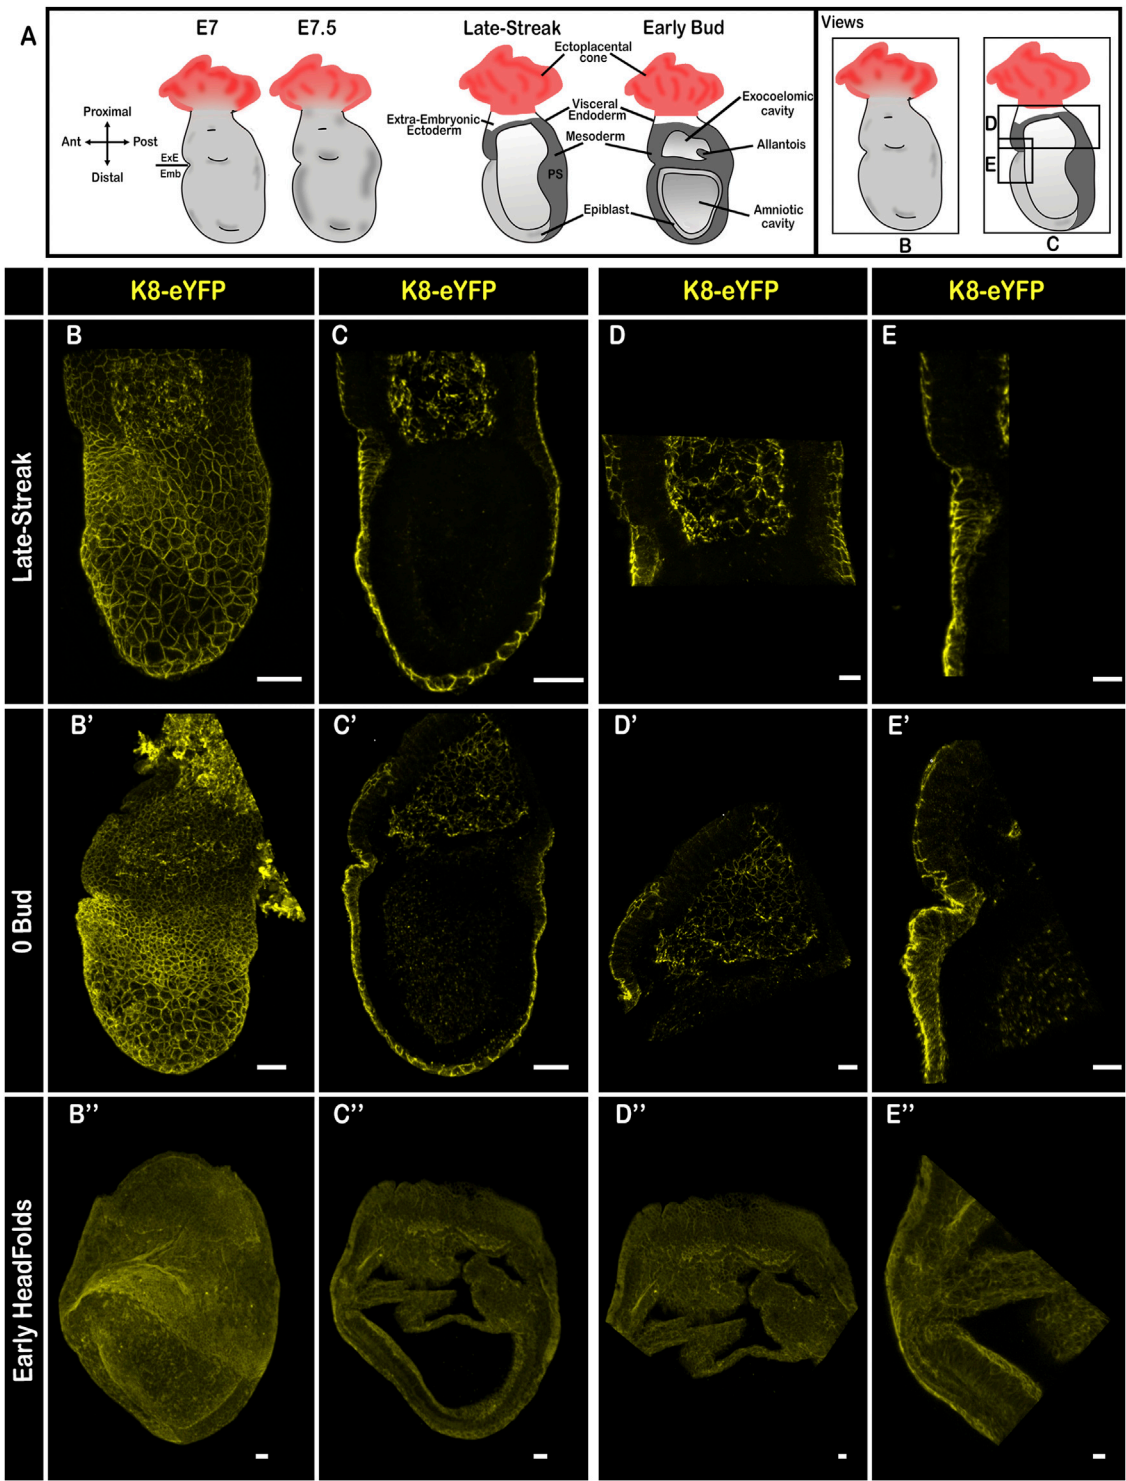 A
E7
E7.5
Late-Streak
Early Bud
Views
Ectoplacental
cone
Proximal
Ant
Post
Distal
ExE
Emb
Extra-Embryonic
Ectoderm
Visceral
Endoderm
Mesoderm
PS
Epiblast
Exocoelomic
cavity
Allantois
Amniotic
cavity
D
E
B
C
K8-eYFP
K8-eYFP
K8-eYFP
K8-eYFP
Late-Streak
B
C
D
E
0 Bud
B’
C’
D’
E’
Early HeadFolds
B’’
C’’
D’’
E’’